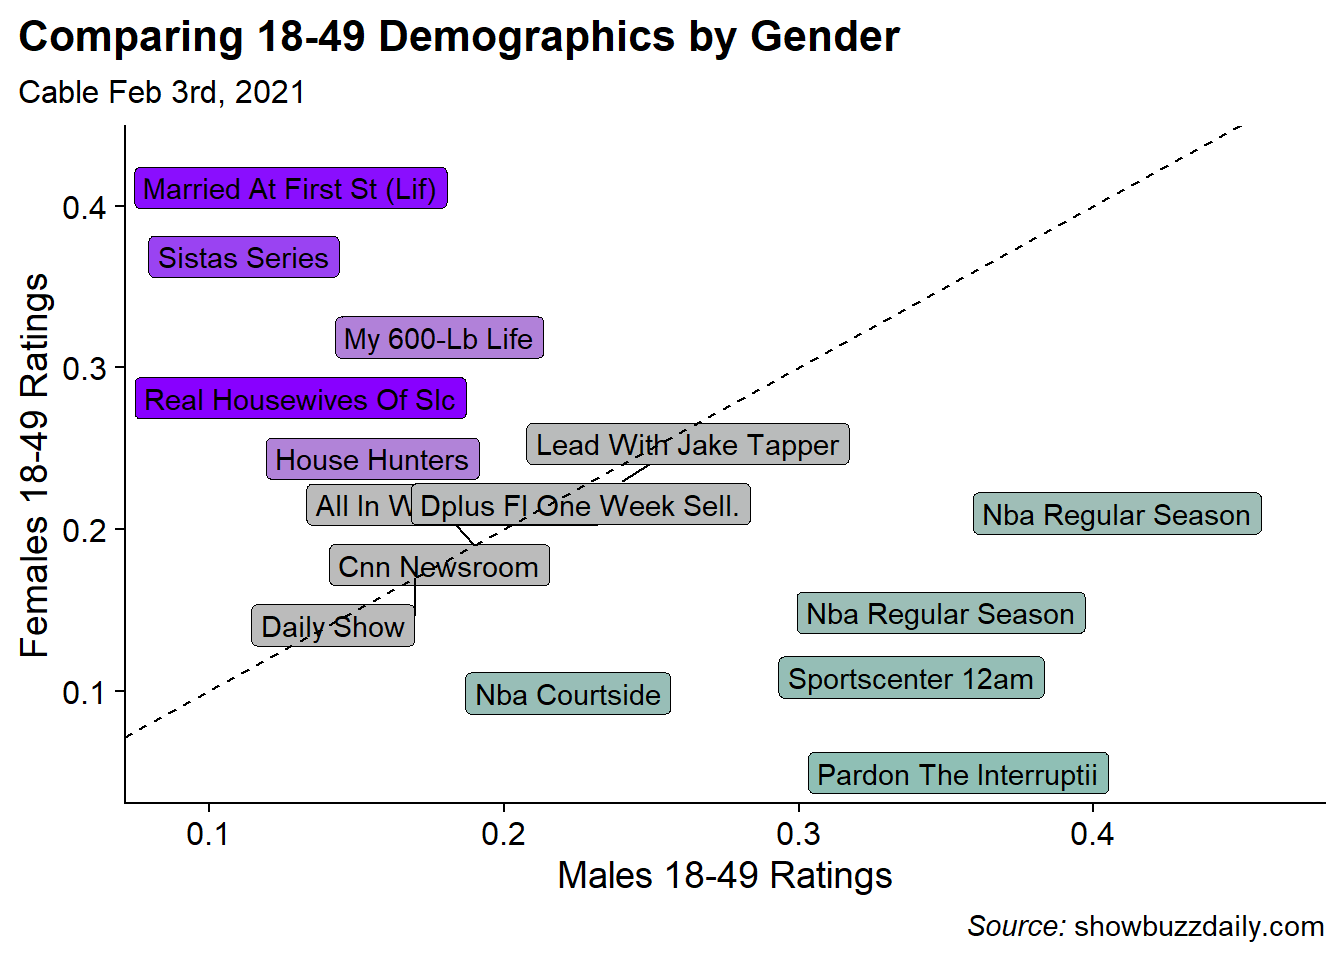 Comparing 18-49 Demographics by Gender
Cable Feb 3rd, 2021
Females 18-49 Ratings
0.4
0.3
0.2
0.1
Married At First St (Lif)
Sistas Series
My 600-Lb Life
Real Housewives Of Slc
Lead With Jake Tapper
House Hunters
All In W
Dplus Fl One Week Sell.
Nba Regular Season
Cnn Newsroom
Nba Regular Season
Daily Show
Sportscenter 12am
Nba Courtside
Pardon The Interruptii
0.1
0.2
0.3
0.4
Males 18-49 Ratings
Source: showbuzzdaily.com